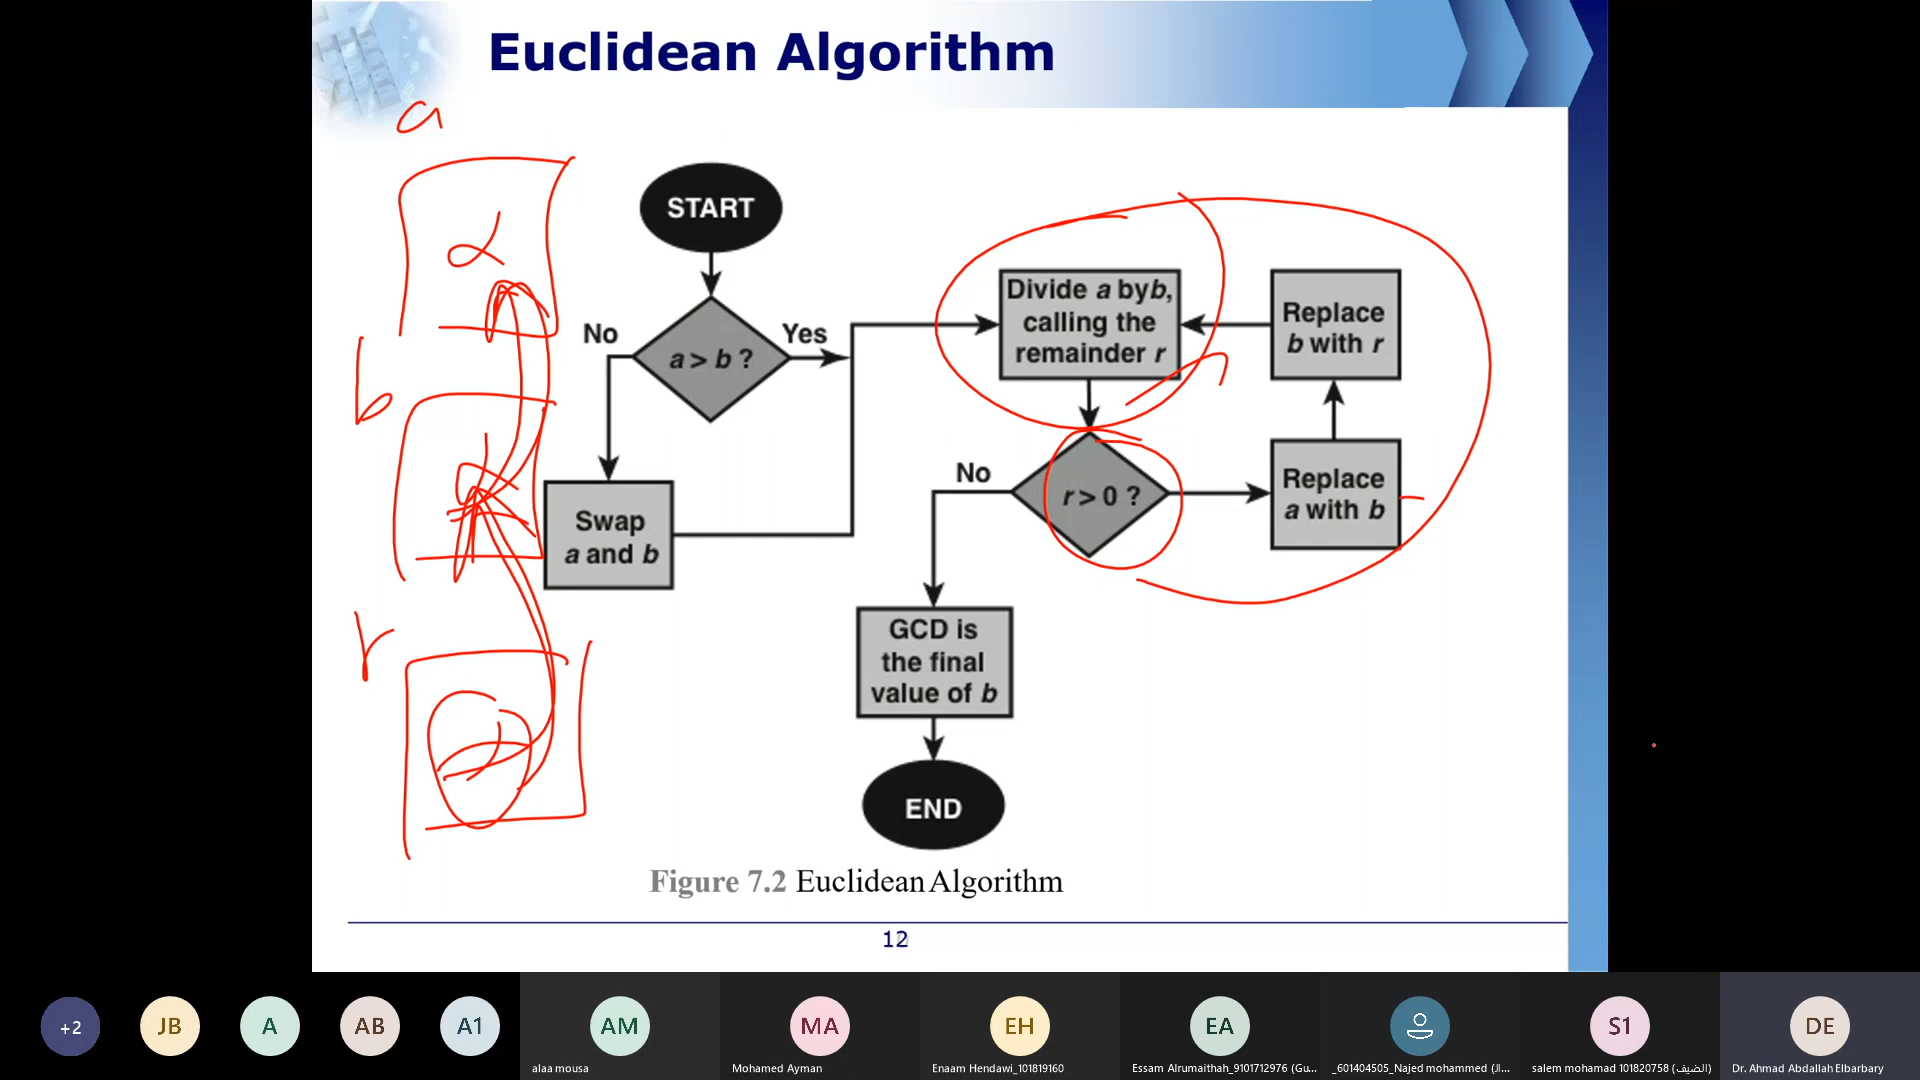 Euclidean Algorithm
a
b
r
START
No
Yes
a > b ?
Swap
a and b
Divide a by b,
calling the
remainder r
Replace
b with r
No
r > 0 ?
Replace
a with b
GCD is
the final
value of b
END
Figure 7.2 Euclidean Algorithm
12
+2
JB
A
AB
A1
AM
MA
EH
EA
S1
DE
alaa mousa
Mohamed Ayman
Enaam Hendawi_101819160
Essam Alrumaithah_9101712976 (Gu...
_601404505_Najed mohammed (الـ...
salem mohamad 101820758 (الضيف)
Dr. Ahmad Abdallah Elbarbary